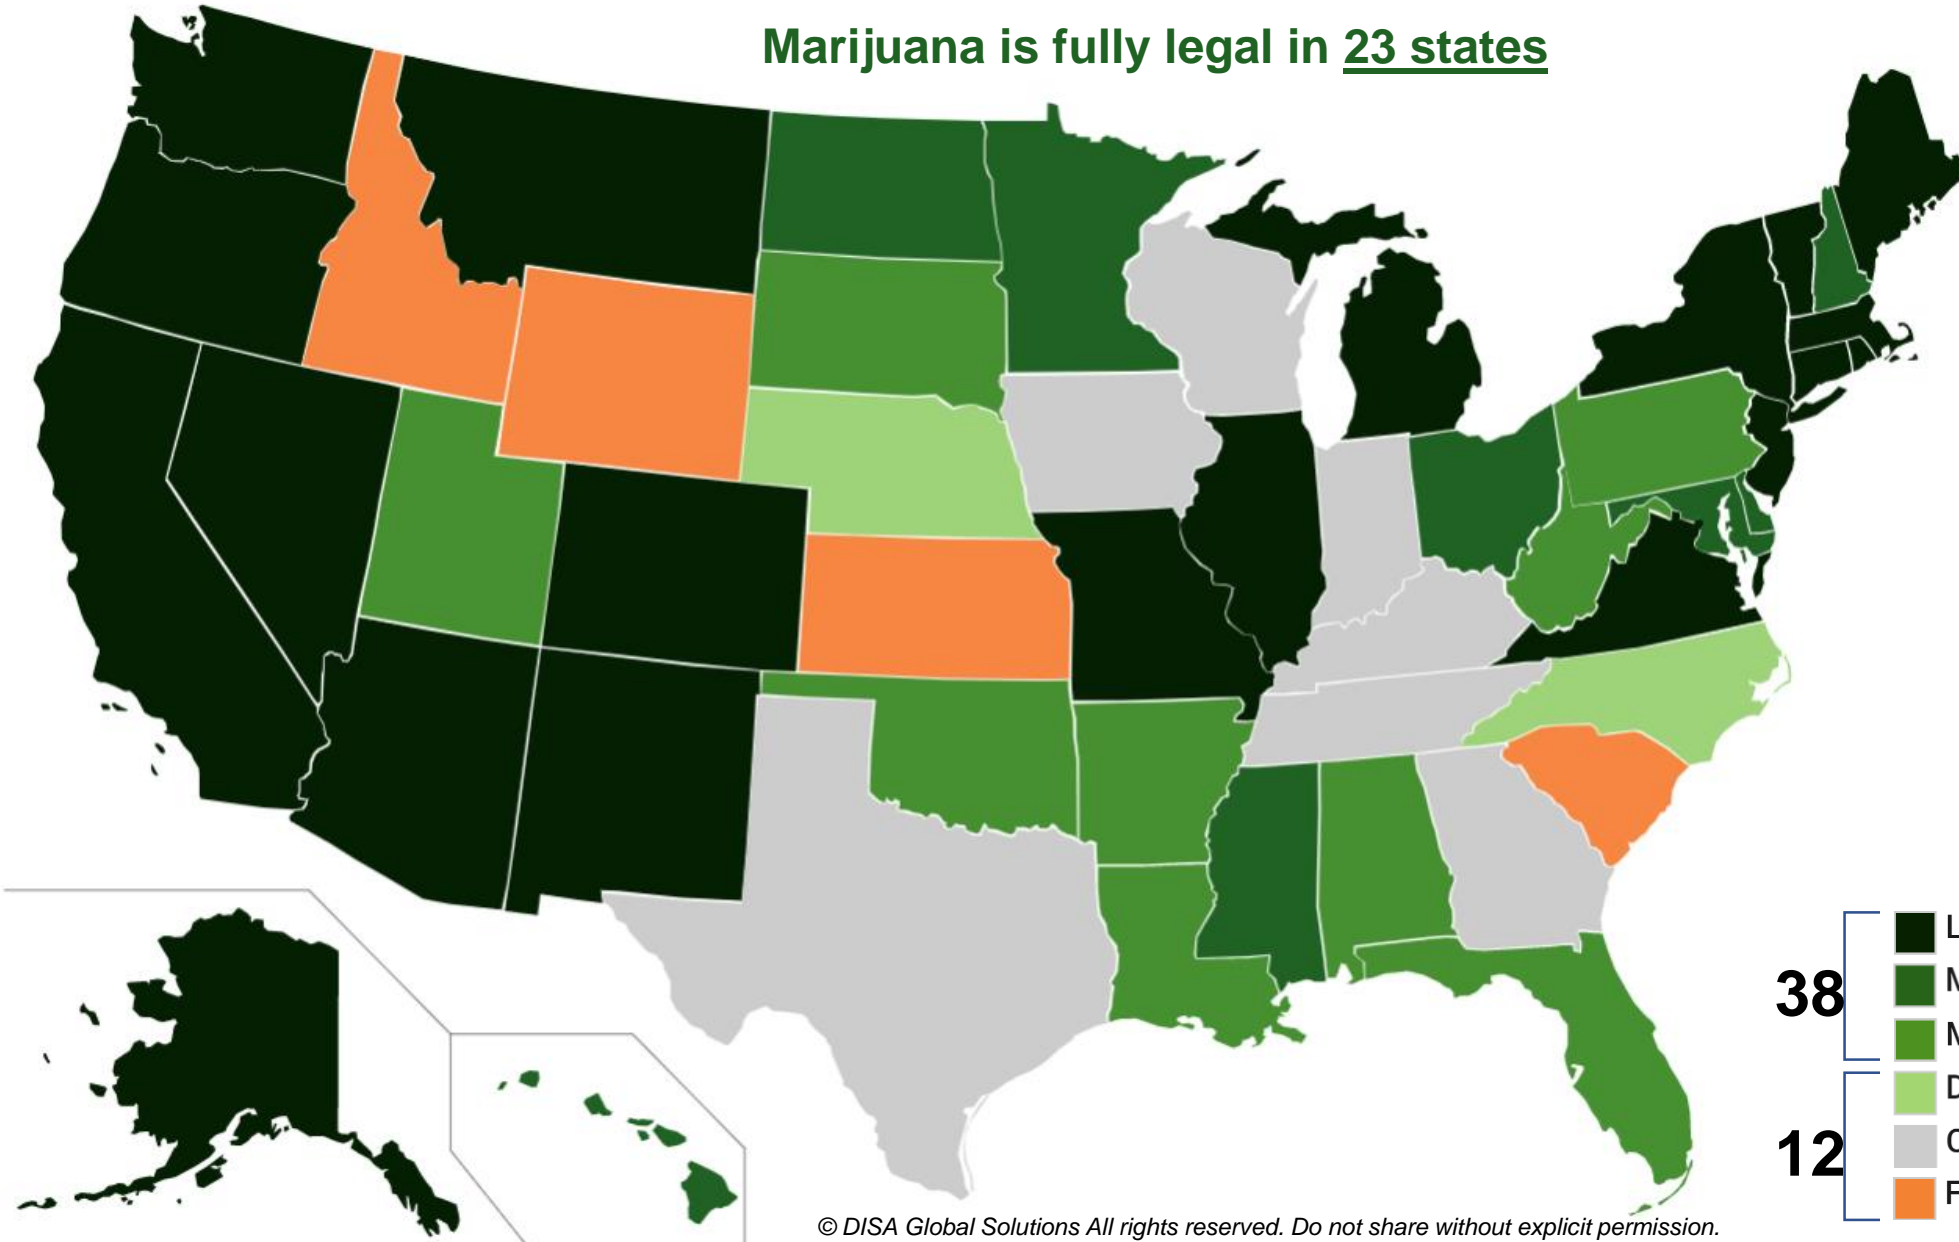 Marijuana is fully legal in 23 states
38
L
M
M
12
D
C
F
© DISA Global Solutions All rights reserved. Do not share without explicit permission.